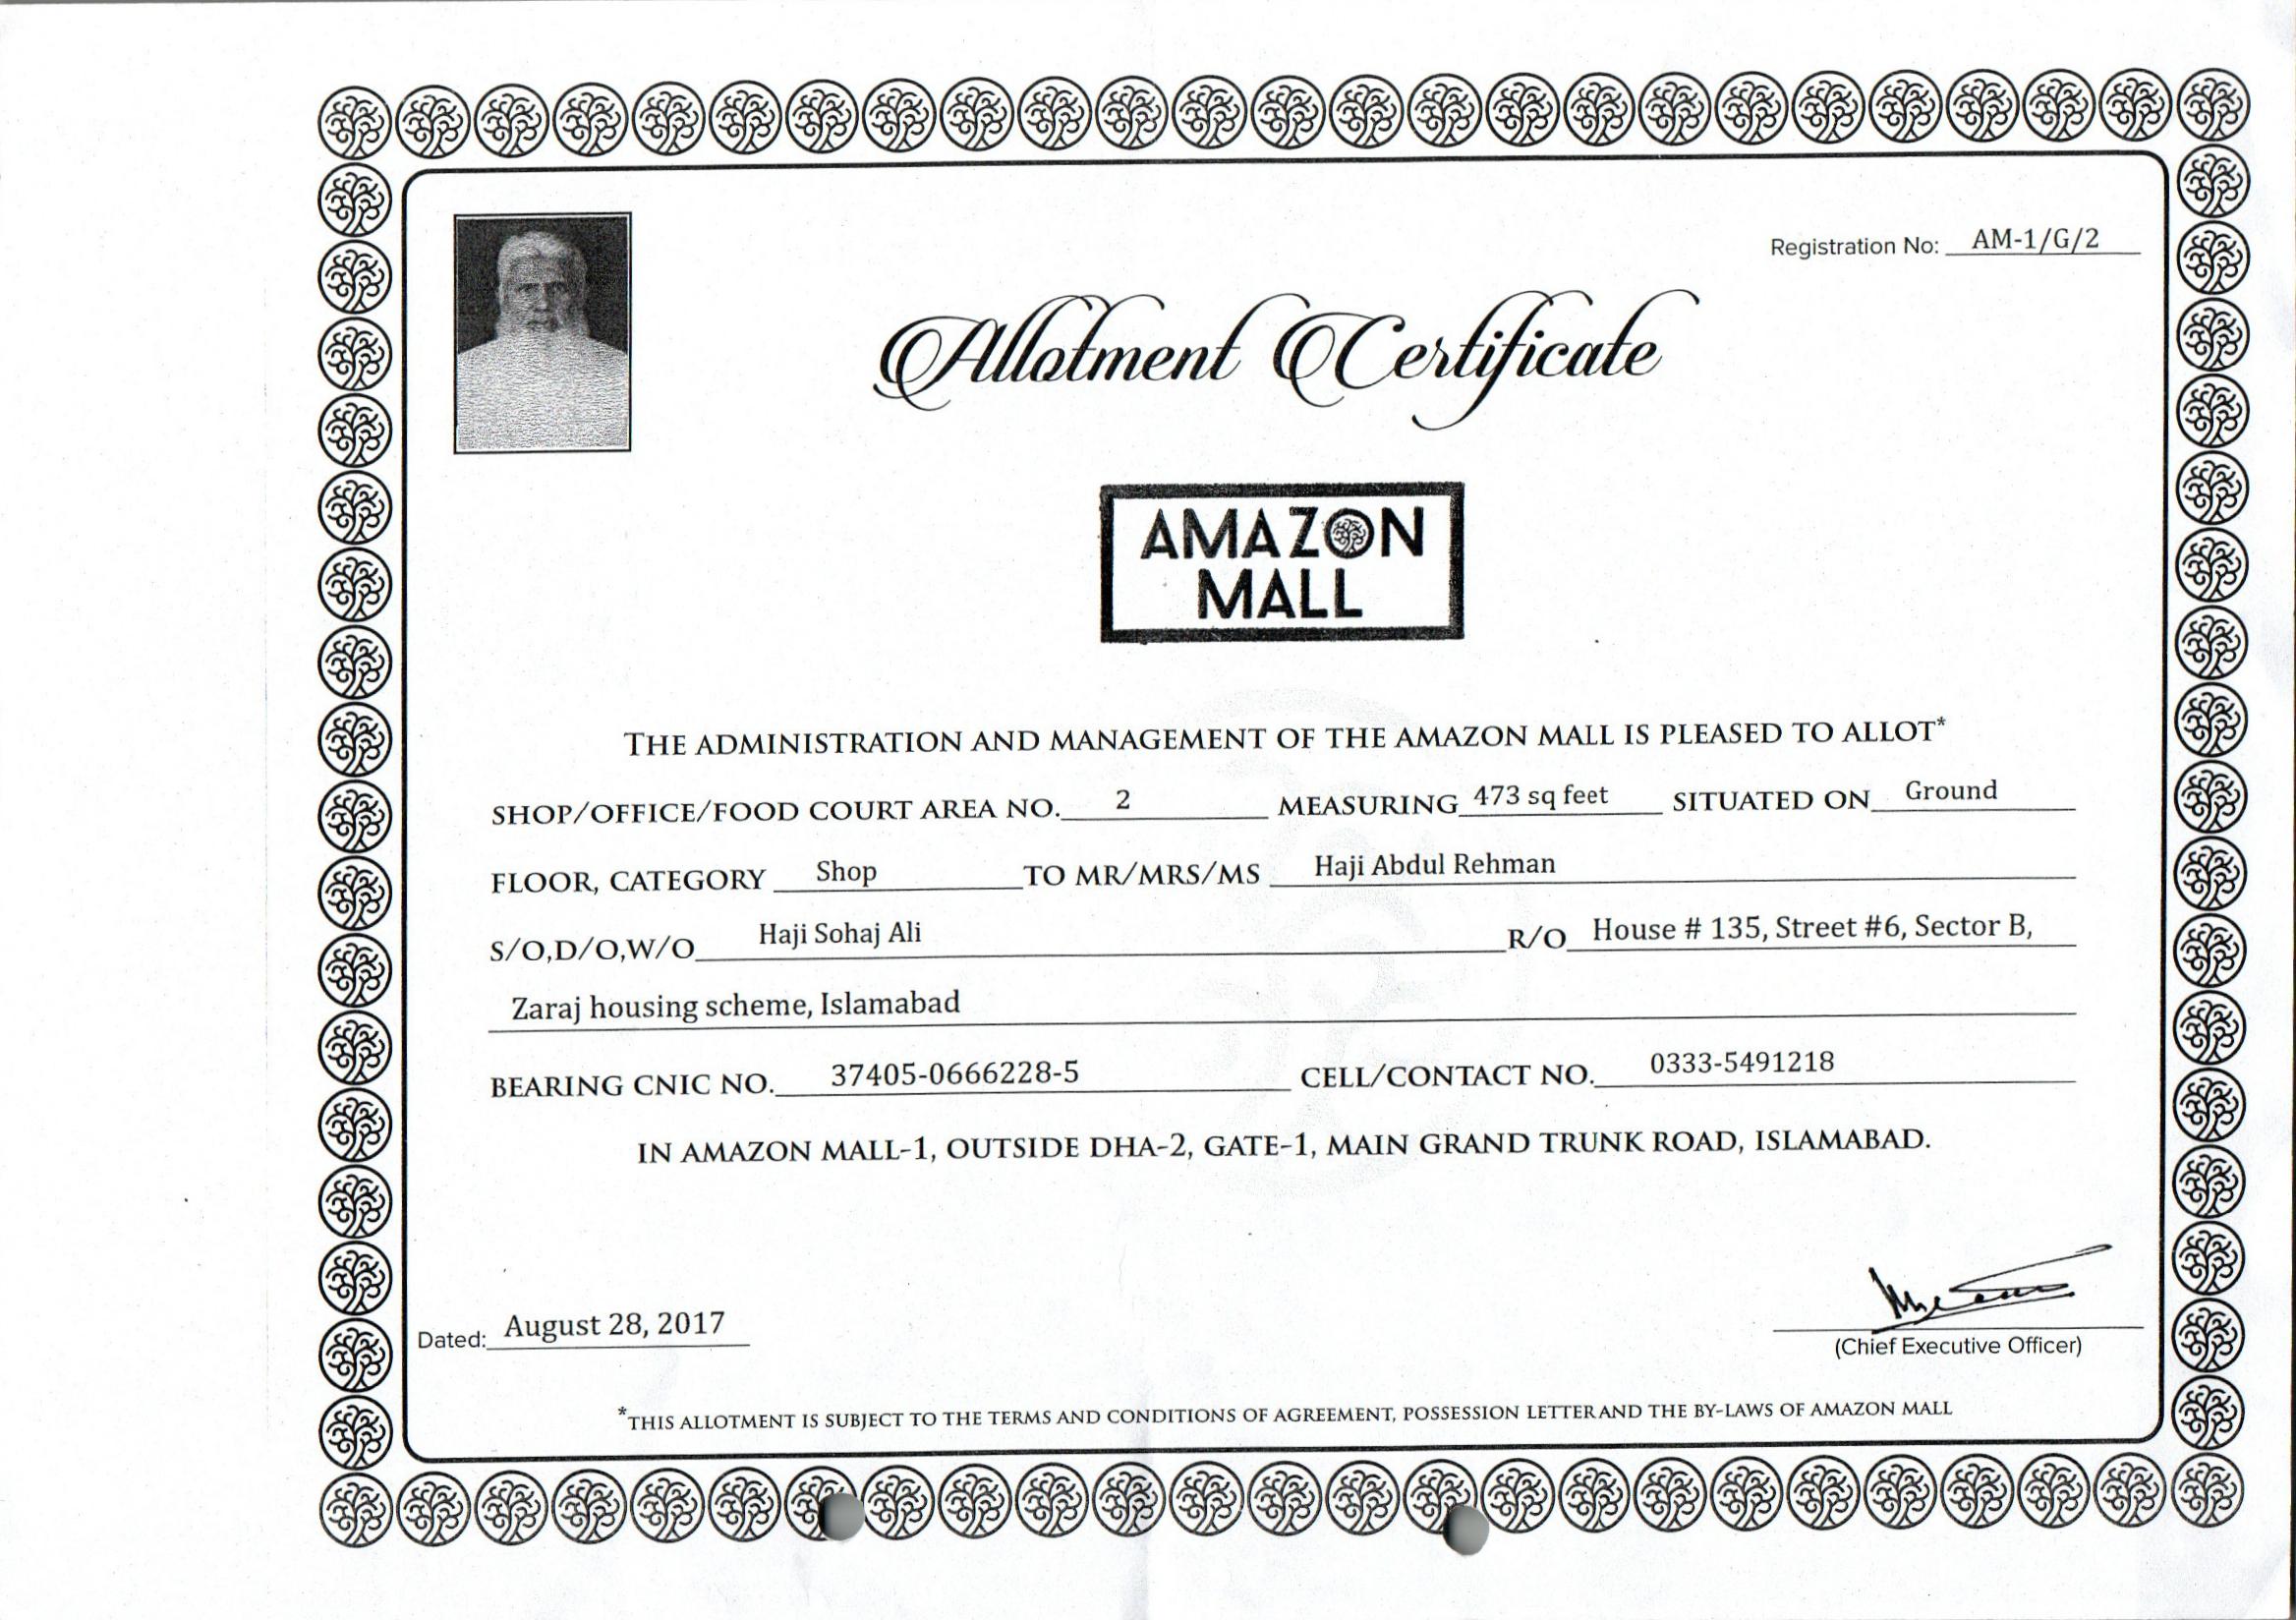 Registration No: AM-1/G/2
Allotment Certificate
AMAZON
MALL
THE ADMINISTRATION AND MANAGEMENT OF THE AMAZON MALL IS PLEASED TO ALLOT*
SHOP/OFFICE/FOOD COURT AREA NO. 2 MEASURING 473 sq feet SITUATED ON Ground
FLOOR, CATEGORY Shop TO MR/MRS/MS Haji Abdul Rehman
S/O,D/O,W/O Haji Sohaj Ali R/O House # 135, Street #6, Sector B,
Zaraj housing scheme, Islamabad
BEARING CNIC NO. 37405-0666228-5 CELL/CONTACT NO. 0333-5491218
IN AMAZON MALL-1, OUTSIDE DHA-2, GATE-1, MAIN GRAND TRUNK ROAD, ISLAMABAD.
Dated: August 28, 2017
(Chief Executive Officer)
*THIS ALLOTMENT IS SUBJECT TO THE TERMS AND CONDITIONS OF AGREEMENT, POSSESSION LETTER AND THE BY-LAWS OF AMAZON MALL